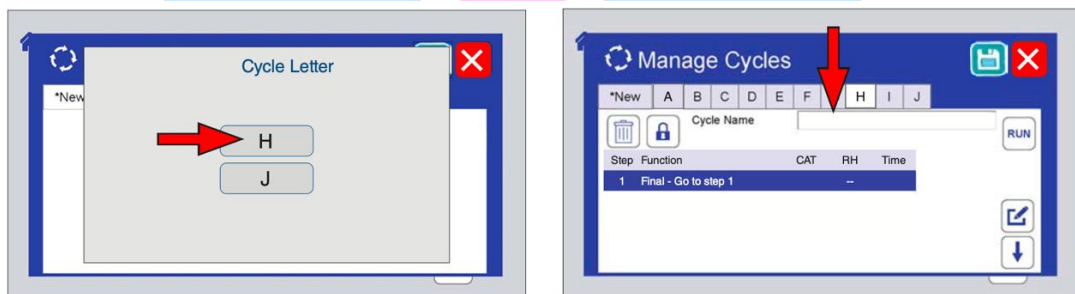 Cycle Letter
*New
H
J
Manage Cycles
*New A B C D E F H I J
Cycle Name
RUN
Step Function CAT RH Time
1 Final - Go to step 1 --